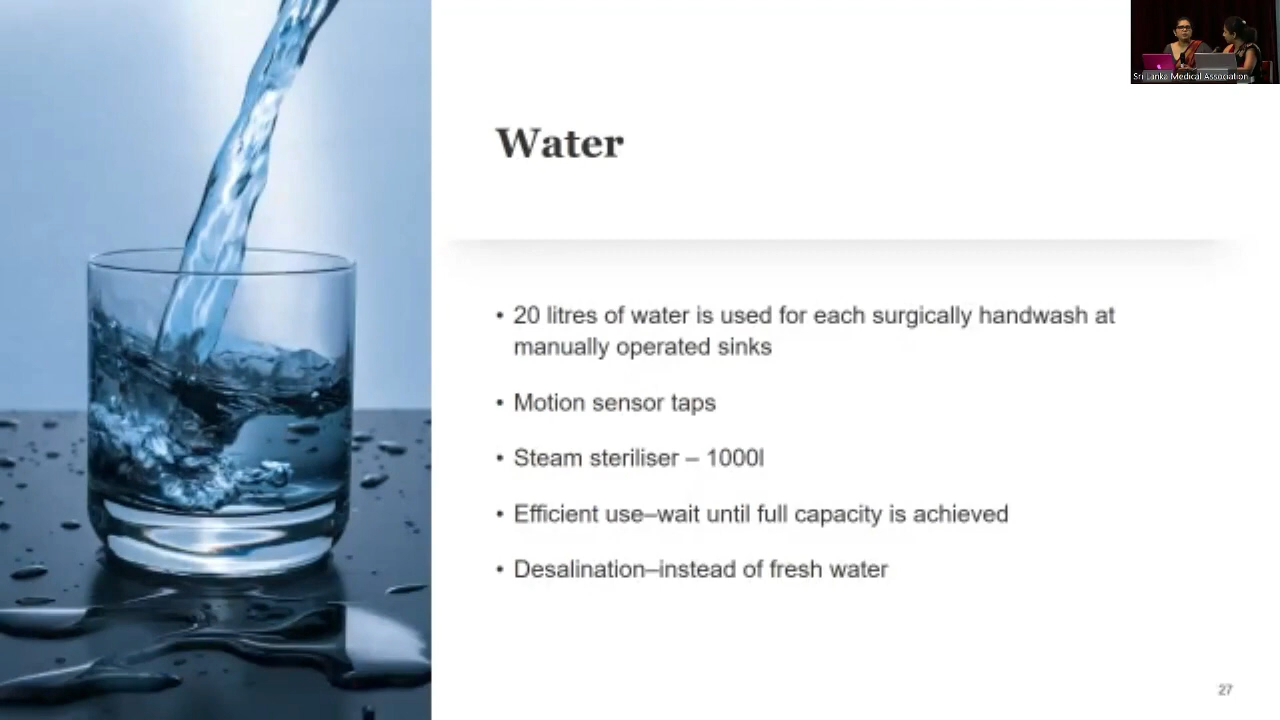 Sri Lanka Medical Association
Water
• 20 litres of water is used for each surgically handwash at
manually operated sinks
• Motion sensor taps
• Steam steriliser – 1000l
• Efficient use–wait until full capacity is achieved
• Desalination–instead of fresh water
27